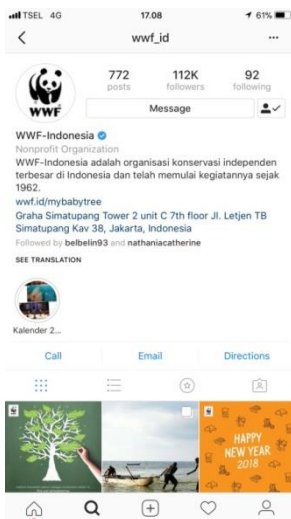 TSEL 4G 17.08 61%
wwf_id
772 112K 92
posts followers following
Message
WWF
WWF-Indonesia
Nonprofit Organization
WWF-Indonesia adalah organisasi konservasi independen
terbesar di Indonesia dan telah memulai kegiatannya sejak
1962.
wwf.id/mybabytree
Graha Simatupang Tower 2 unit C 7th floor Jl. Letjen TB
Simatupang Kav 38, Jakarta, Indonesia
Followed by belbelin93 and nathaniacatherine
SEE TRANSLATION
Kalender 2...
Call Email Directions
HAPPY
NEW YEAR
2018